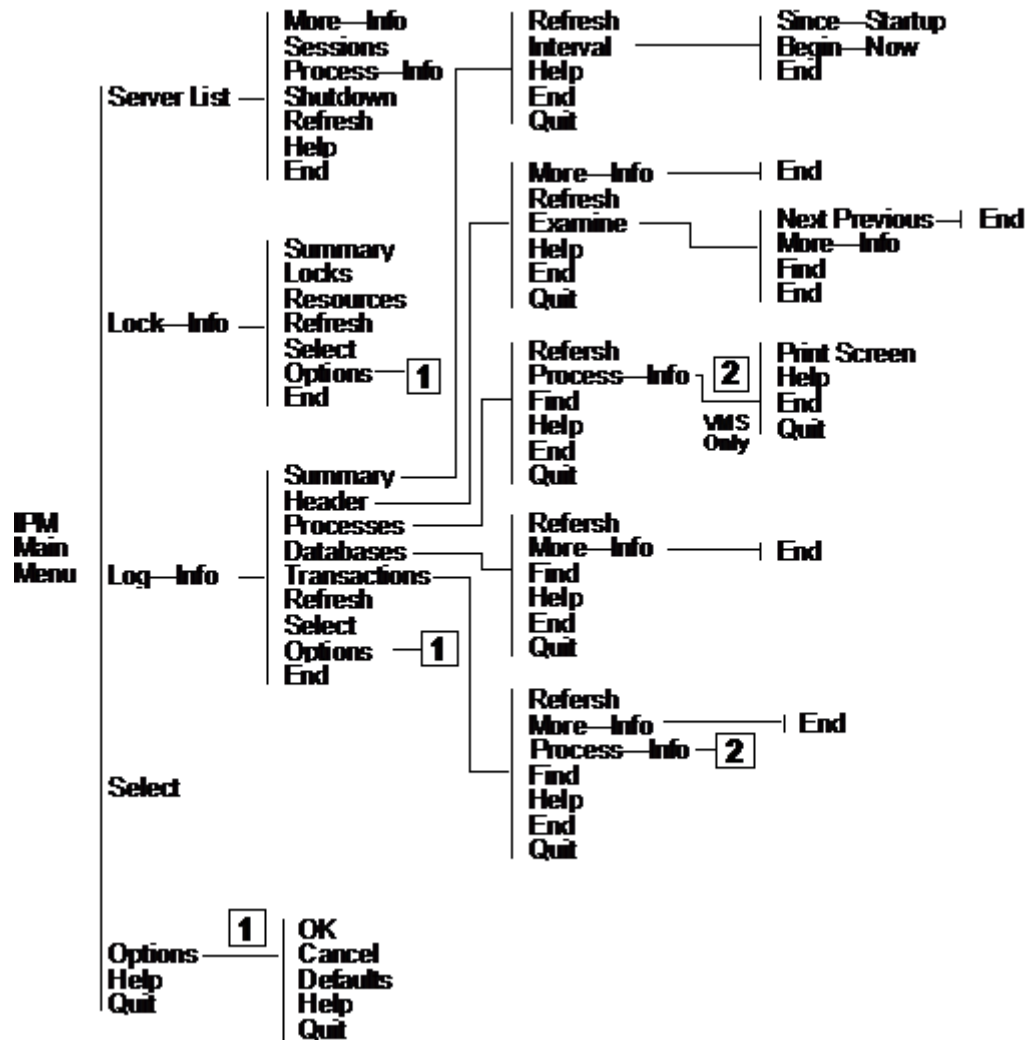 IPM
Main
Menu
Server List
Lock—Info
Log—Info
Select
Options
Help
Quit
More—Info
Sessions
Process—Info
Shutdown
Refresh
Help
End
Summary
Locks
Resources
Refresh
Select
Options
1
End
Summary
Header
Processes
Databases
Transactions
Refresh
Select
Options
1
End
1
OK
Cancel
Defaults
Help
Quit
Refresh
Interval
Help
End
Quit
Since—Startup
Begin—Now
End
More—Info
Refresh
Examine
Help
End
Quit
End
Next Previous
End
More—Info
Find
End
Refersh
Process—Info
2
Find
Help
End
Quit
VMS
Only
Print Screen
Help
End
Quit
Refersh
More—Info
End
Find
Help
End
Quit
Refersh
More—Info
End
Process—Info
2
Find
Help
End
Quit